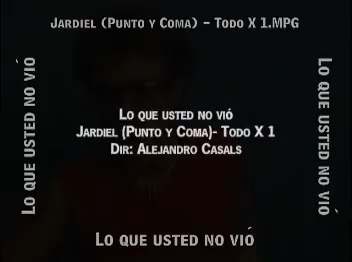 Jardiel (Punto y Coma) – Todo X 1.MPG
Lo que usted no vió
Lo que usted no vió
Jardiel (Punto y Coma)- Todo X 1
Dir: Alejandro Casals
Lo que usted no vió
Lo que usted no vió